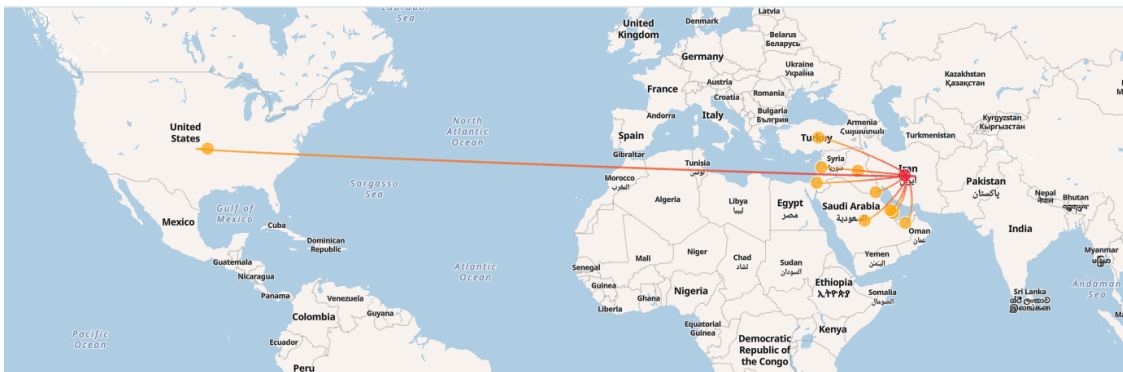 Labrador
Sea
Latvia
Denmark
United
Kingdom
Belarus
Беларусь
Germany
Ukraine
Україна
Kazakhstan
Қазақстан
Austria
France
Romania
Croatia
Andorra
Bulgaria
България
Italy
Kyrgyzstan
Кыргызстан
Armenia
Հայաստան
North
Atlantic
Ocean
United
States
Spain
Turkey
Turkmenistan
Gibraltar
Tunisia
تونس
Syria
سوريا
Iran
ایران
Morocco
المغرب
Pakistan
پاکستان
Sargasso
Sea
Algeria
Libya
ليبيا
Egypt
مصر
Saudi Arabia
السعودية
Nepal
नेपाल
Bhutan
Gulf of
Mexico
Mexico
Cuba
Oman
عمان
India
Dominican
Republic
Myanmar
Guatemala
Nicaragua
Atlantic
Ocean
Senegal
Mali
Niger
Chad
تشاد
Sudan
السودان
Yemen
اليمن
Andaman
Sea
Panama
Venezuela
Guinea
Ghana
Nigeria
Ethiopia
ኢትዮጵያ
Somalia
الصومال
Sri Lanka
ශ්‍රී ලංකාව
இலங்கை
Guyana
Colombia
Liberia
Pacific
Ocean
Ecuador
Equatorial
Guinea
Kenya
Democratic
Republic of
the Congo
Peru